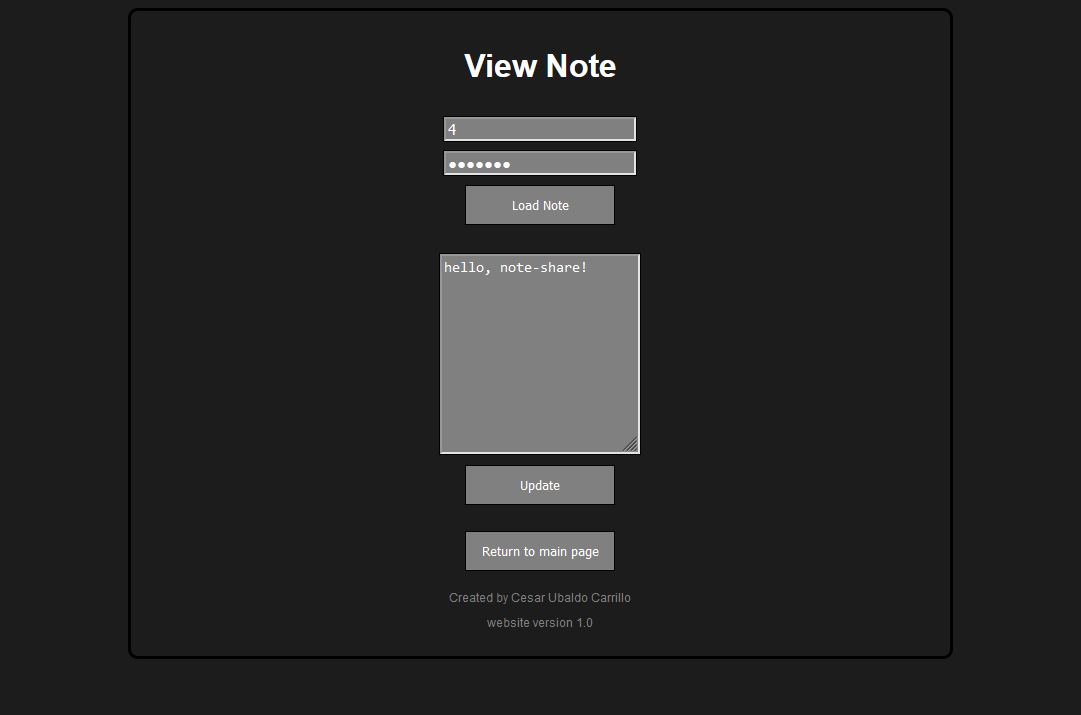 View Note
4
●●●●●●●
Load Note
hello, note-share!
Update
Return to main page
Created by Cesar Ubaldo Carrillo
website version 1.0